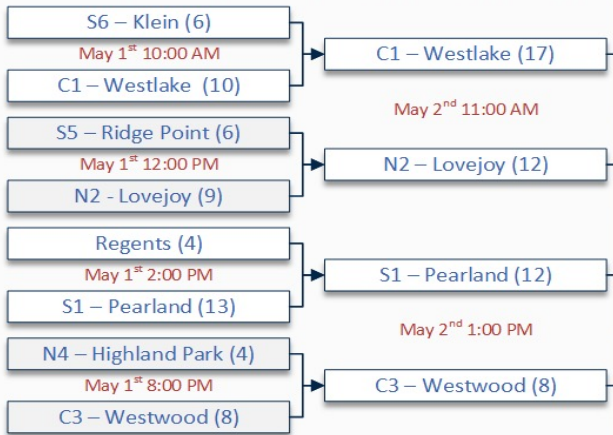 S6 – Klein (6)
May 1st 10:00 AM
C1 – Westlake (10)
S5 – Ridge Point (6)
May 1st 12:00 PM
N2 - Lovejoy (9)
Regents (4)
May 1st 2:00 PM
S1 – Pearland (13)
N4 – Highland Park (4)
May 1st 8:00 PM
C3 – Westwood (8)
C1 – Westlake (17)
May 2nd 11:00 AM
N2 – Lovejoy (12)
S1 – Pearland (12)
May 2nd 1:00 PM
C3 – Westwood (8)